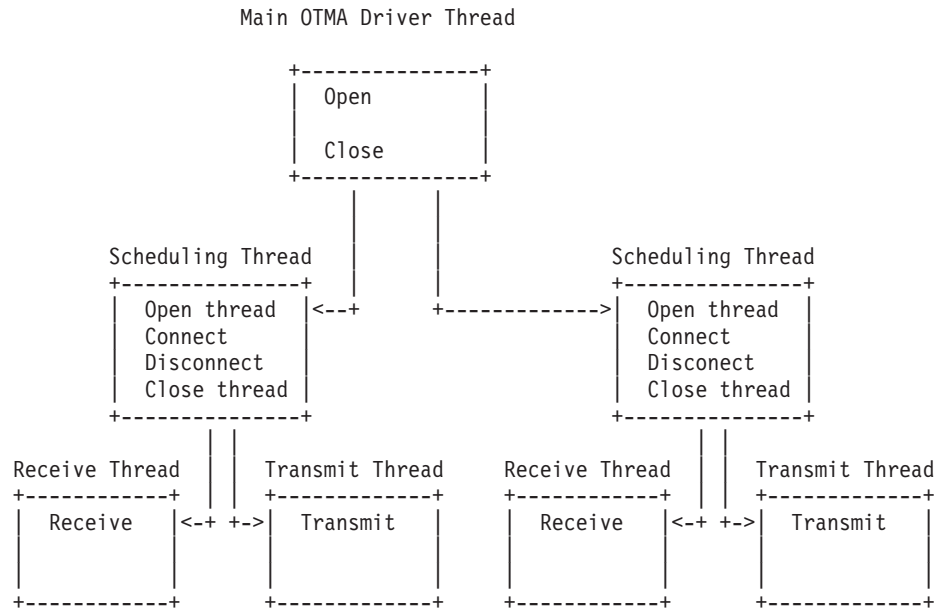 Main OTMA Driver Thread
Open
Close
Scheduling Thread
Open thread
Connect
Disconnect
Close thread
Scheduling Thread
Open thread
Connect
Disconect
Close thread
Receive Thread
Receive
Transmit Thread
Transmit
Receive Thread
Receive
Transmit Thread
Transmit